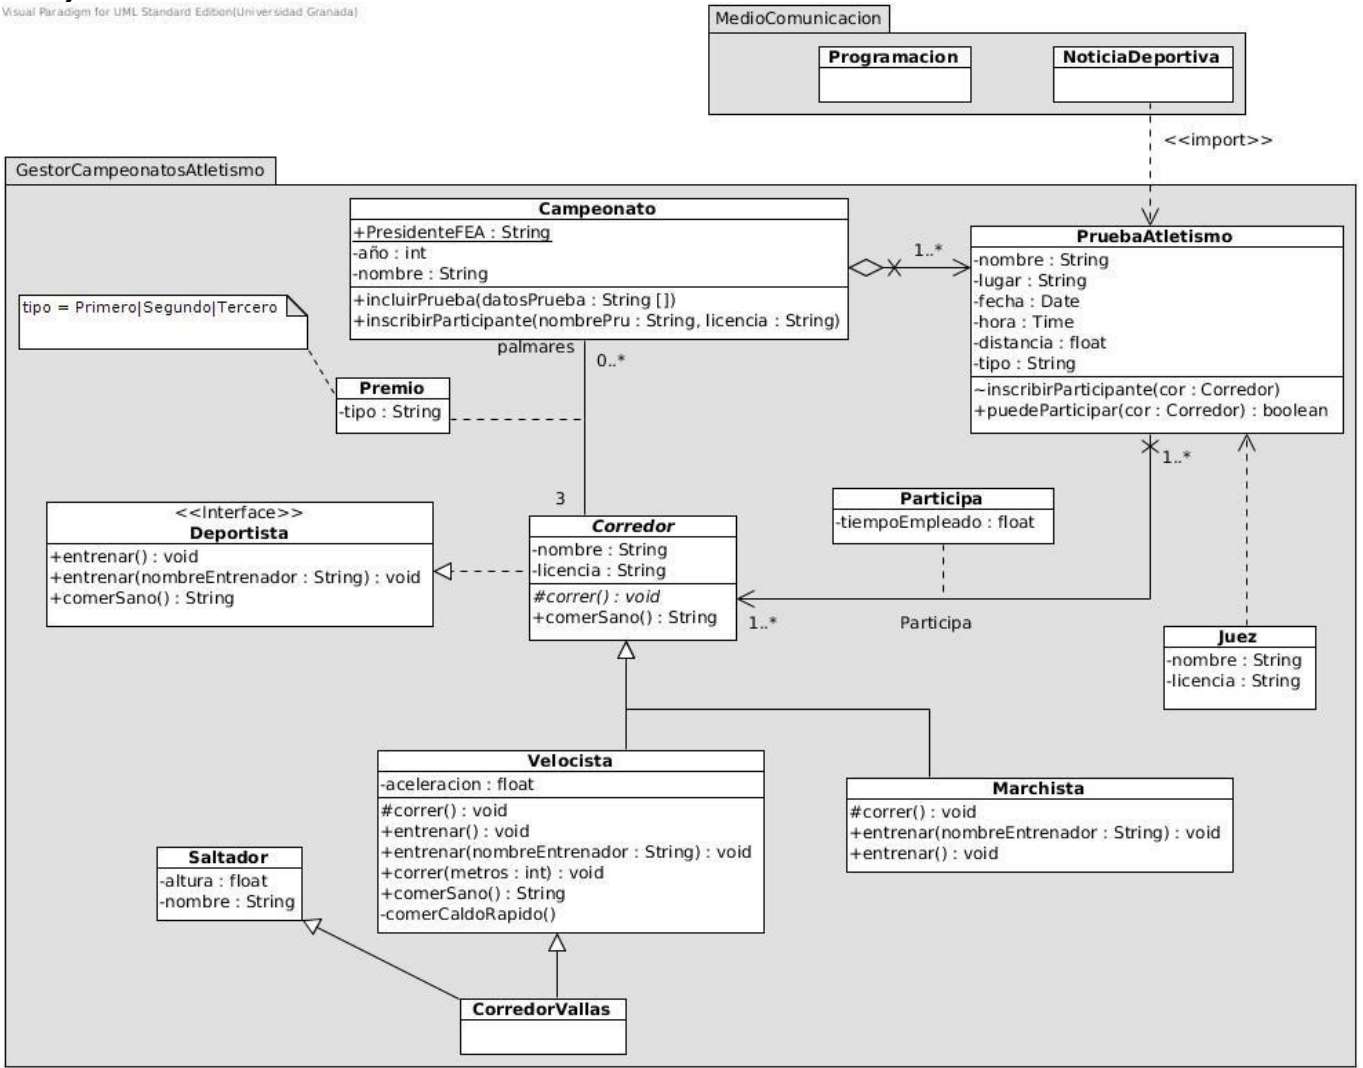 Visual Paradigm for UML Standard Edition(Universidad Granada)
MedioComunicacion
Programacion
NoticiaDeportiva
<<import>>
GestorCampeonatosAtletismo
Campeonato
+PresidenteFEA : String
-año : int
-nombre : String
+incluirPrueba(datosPrueba : String [])
+inscribirParticipante(nombrePru : String, licencia : String)
1..*
PruebaAtletismo
-nombre : String
-lugar : String
-fecha : Date
-hora : Time
-distancia : float
-tipo : String
~inscribirParticipante(cor : Corredor)
+puedeParticipar(cor : Corredor) : boolean
tipo = Primero|Segundo|Tercero
palmares
0..*
Premio
-tipo : String
3
1..*
Participa
-tiempoEmpleado : float
<<Interface>>
Deportista
+entrenar() : void
+entrenar(nombreEntrenador : String) : void
+comerSano() : String
Corredor
-nombre : String
-licencia : String
#correr() : void
+comerSano() : String
1..*
Participa
Juez
-nombre : String
-licencia : String
Velocista
-aceleracion : float
#correr() : void
+entrenar() : void
+entrenar(nombreEntrenador : String) : void
+correr(metros : int) : void
+comerSano() : String
-comerCaldoRapido()
Marchista
#correr() : void
+entrenar(nombreEntrenador : String) : void
+entrenar() : void
Saltador
-altura : float
-nombre : String
CorredorVallas